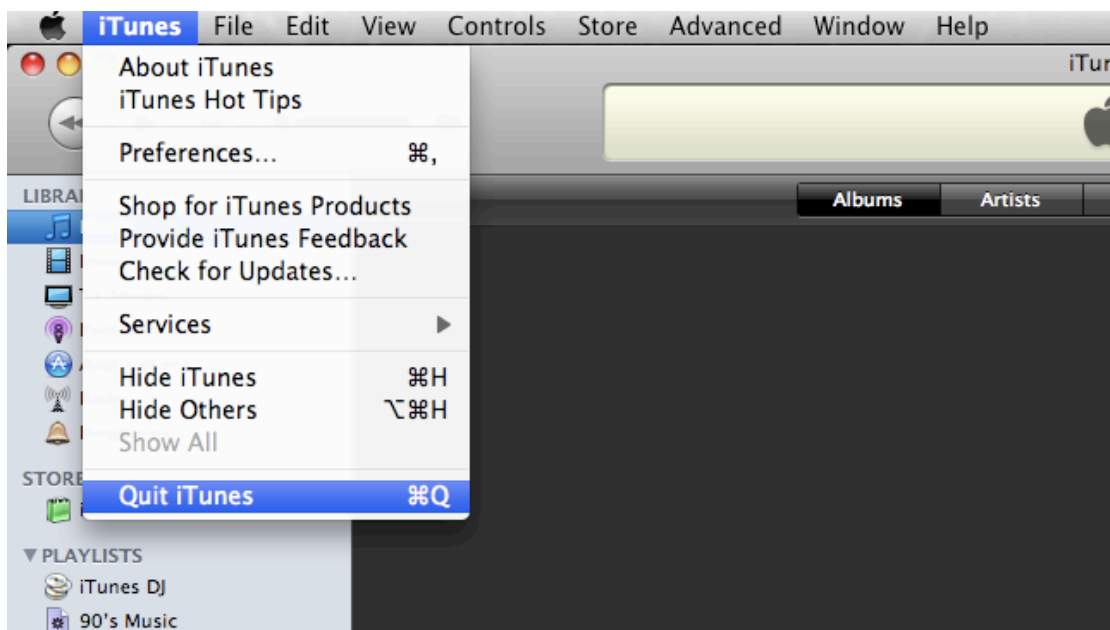 iTunes File Edit View Controls Store Advanced Window Help
About iTunes
iTunes Hot Tips
Preferences... ⌘,
Shop for iTunes Products
Provide iTunes Feedback
Check for Updates...
Services ▶
Hide iTunes ⌘H
Hide Others ⌥⌘H
Show All
Quit iTunes ⌘Q
Albums Artists
PLAYLISTS
iTunes DJ
90's Music